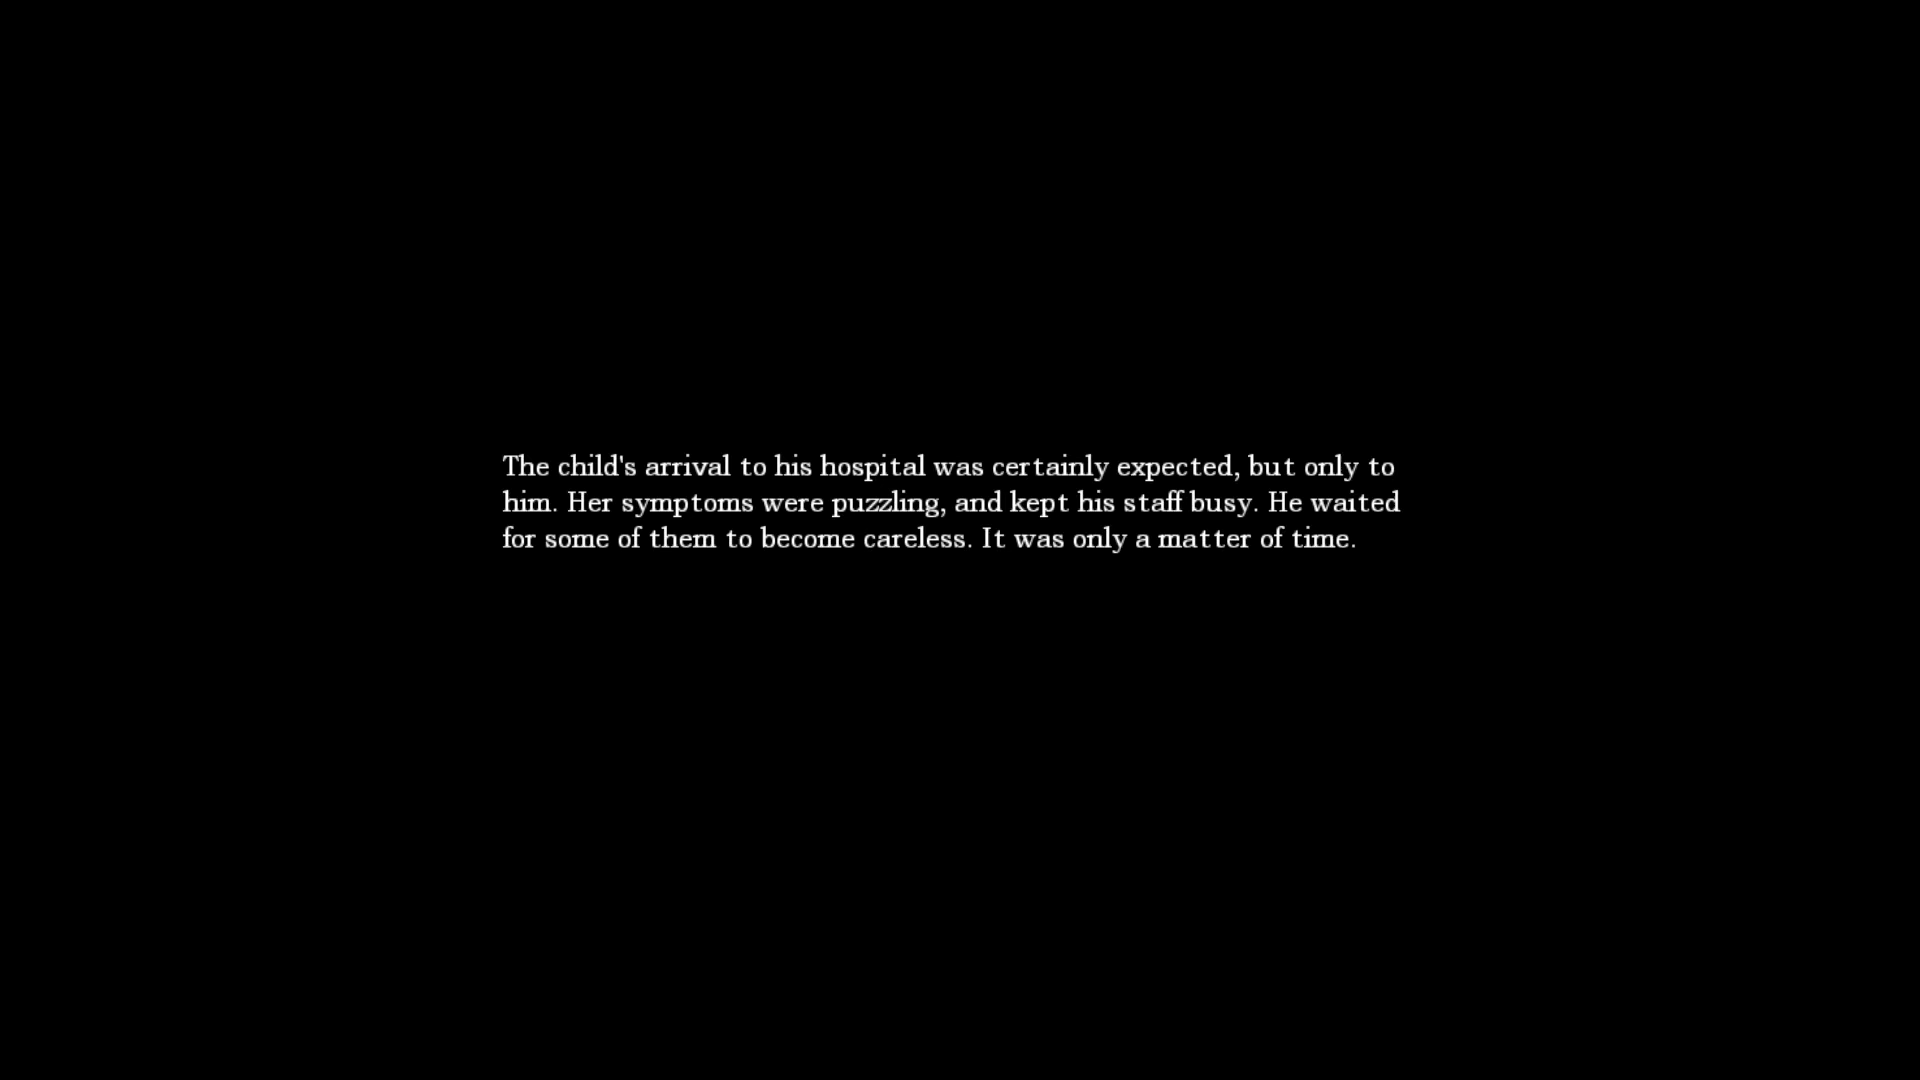 The child's arrival to his hospital was certainly expected, but only to
him. Her symptoms were puzzling, and kept his staff busy. He waited
for some of them to become careless. It was only a matter of time.